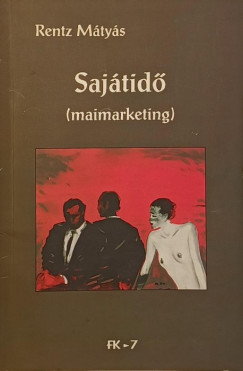 Rentz Mátyás
Sajátidő
(maimarketing)
FK-7